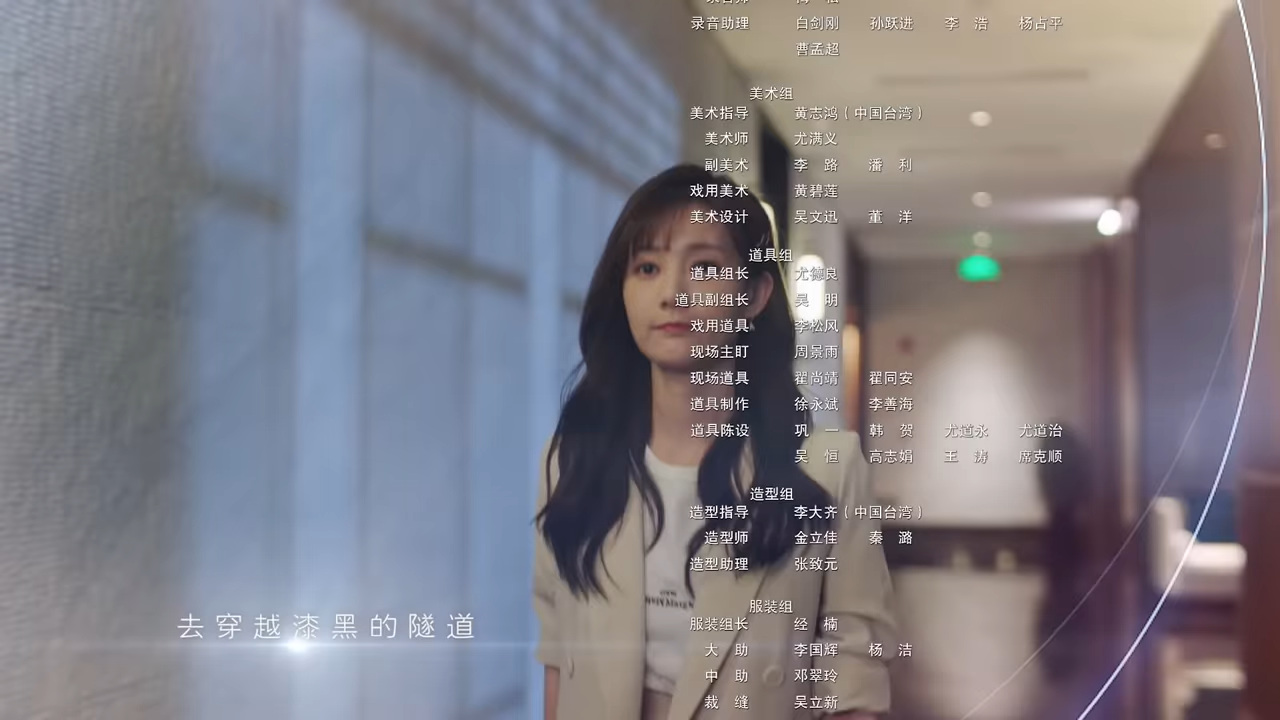 录音助理 白剑刚 孙跃进 李 浩 杨占平
曹孟超
美术组
美术指导 黄志鸿（中国台湾）
美术师 尤满义
副美术 李 路 潘 利
戏用美术 黄碧莲
美术设计 吴文迅 董 洋
道具组
道具组长 尤德良
道具副组长 吴 明
戏用道具 李松风
现场主盯 周景雨
现场道具 翟尚靖 翟同安
道具制作 徐永斌 李善海
道具陈设 巩 一 韩 贺 尤道永 尤道治
吴 恒 高志娟 王 涛 席克顺
造型组
造型指导 李大齐（中国台湾）
造型师 金立佳 秦 潞
造型助理 张致元
服装组
服装组长 经 楠
大 助 李国辉 杨 洁
中 助 邓翠玲
裁 缝 吴立新
去穿越漆黑的隧道